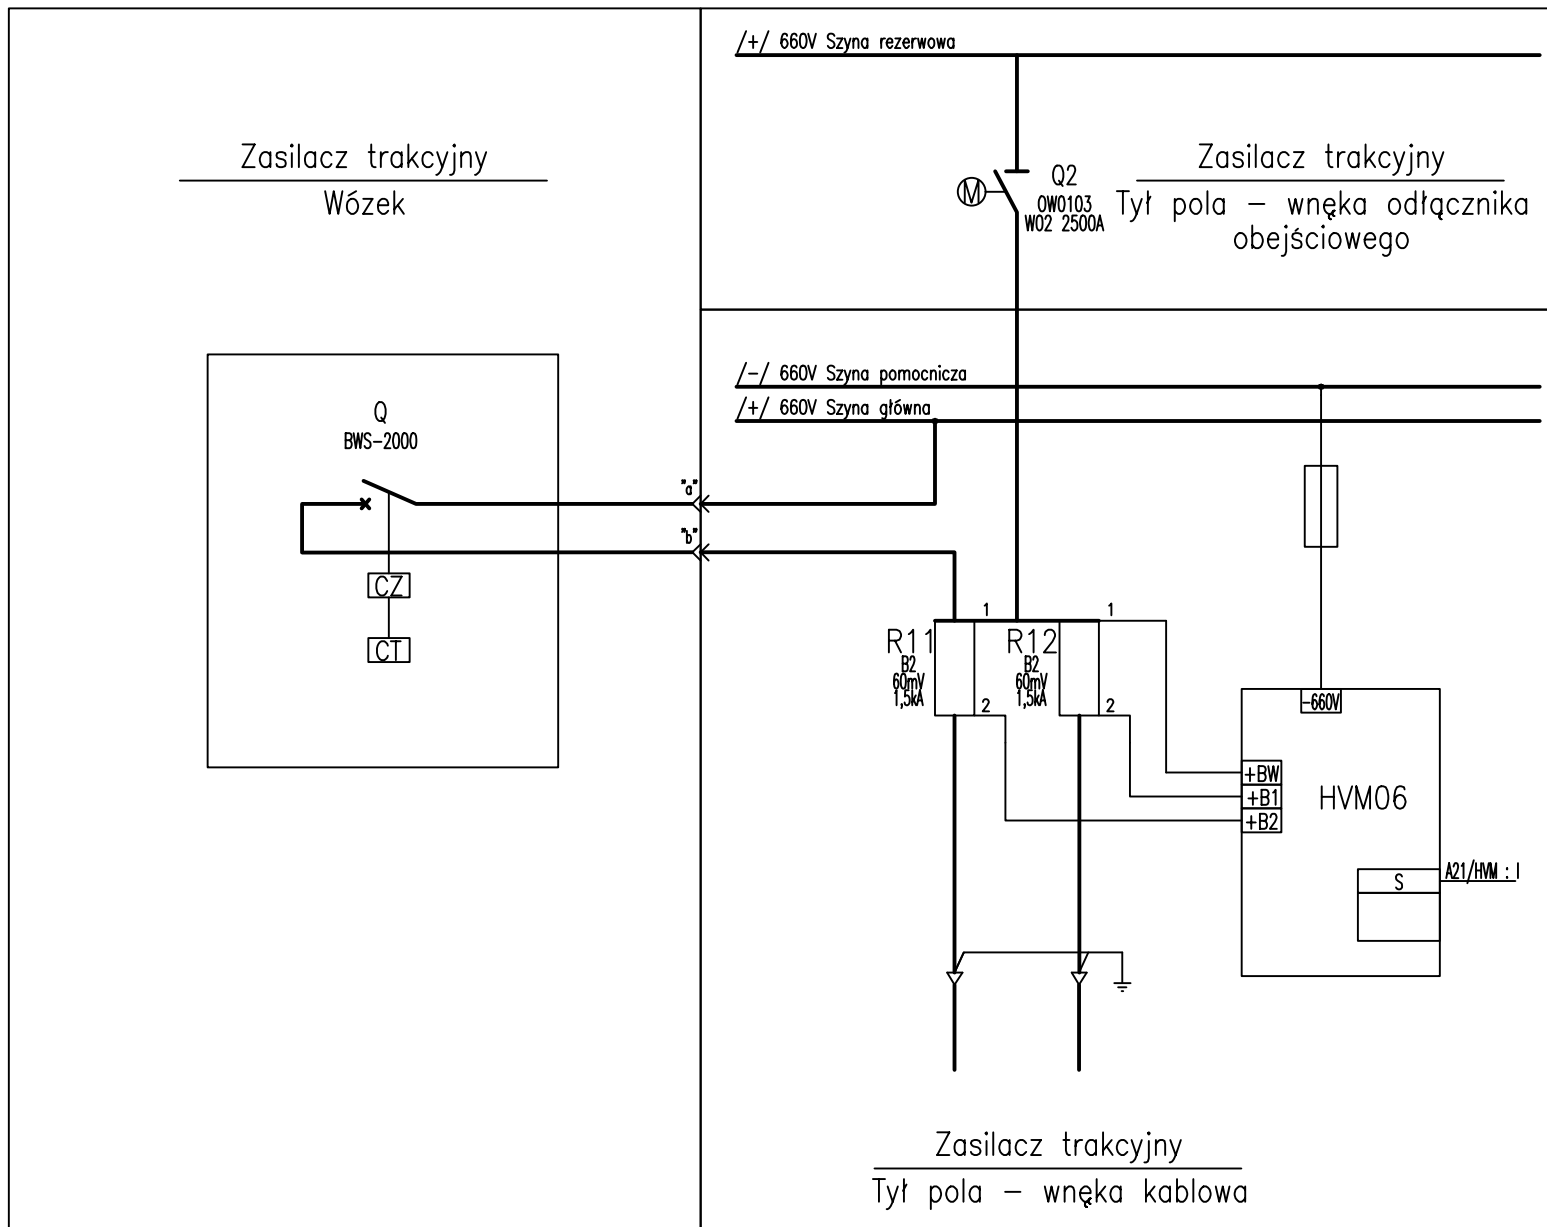 Zasilacz trakcyjny
Wózek
Q
BWS-2000
CZ
CT
"a"
"b"
/+/ 660V Szyna rezerwowa
Q2
OW0103
W02 2500A
M
Zasilacz trakcyjny
Tył pola – wnęka odłącznika
obejściowego
/-/ 660V Szyna pomocnicza
/+/ 660V Szyna główna
1
1
R11
B2
60mV
1,5kA
2
R12
B2
60mV
1,5kA
2
-660V
+BW
+B1
+B2
HVM06
S
A21/HVM : I
Zasilacz trakcyjny
Tył pola – wnęka kablowa